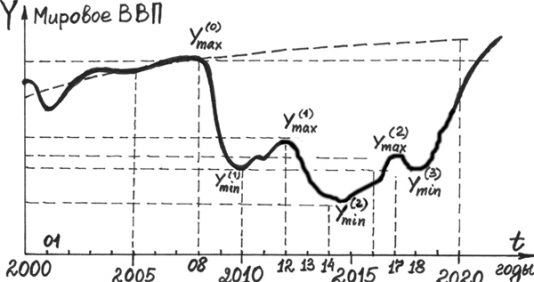 Y Мировое ВВП
Y max (0)
Y max (1)
Y max (2)
Y min (1)
Y min (2)
Y min (3)
t
годы
01
2000 2005 08 2010 12 13 14 2015 17 18 2020